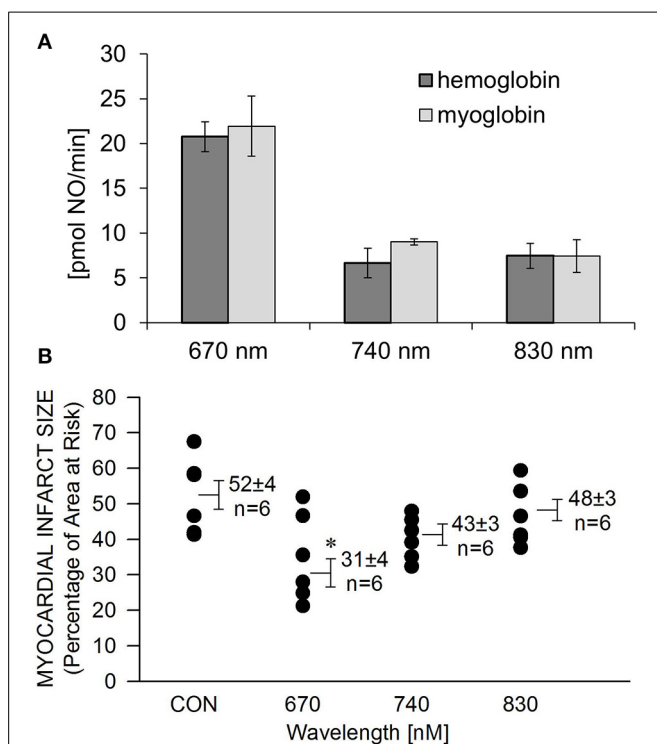 A
30
25
20
15
10
5
0
[pmol NO/min]
hemoglobin
myoglobin
670 nm
740 nm
830 nm
B
80
70
60
50
40
30
20
10
0
MYOCARDIAL INFARCT SIZE
(Percentage of Area at Risk)
52±4
n=6
*
31±4
n=6
43±3
n=6
48±3
n=6
CON
670
740
830
Wavelength [nM]